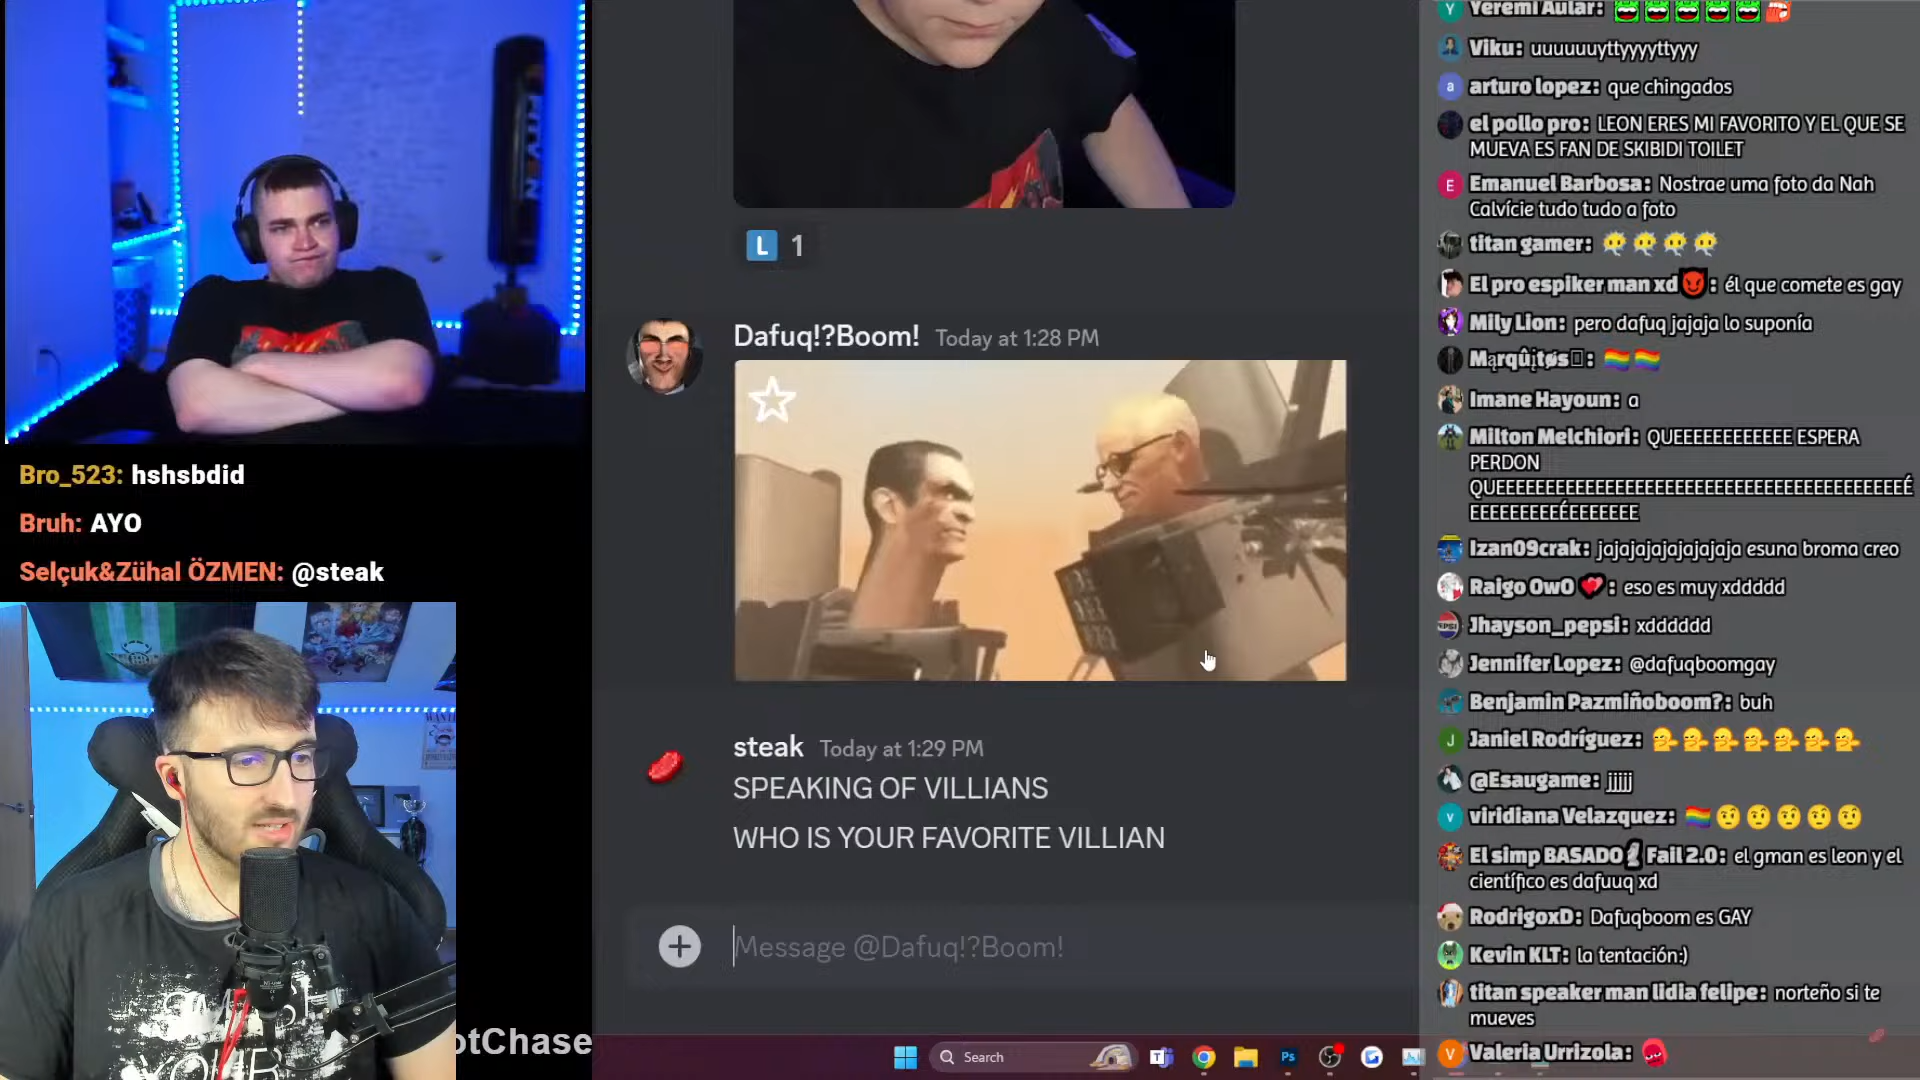 Bro_523: hshsbdid
Bruh: AYO
Selçuk&Zühal ÖZMEN: @steak
otChase
L 1
Dafuq!?Boom! Today at 1:28 PM
steak Today at 1:29 PM
SPEAKING OF VILLIANS
WHO IS YOUR FAVORITE VILLIAN
Message @Dafuq!?Boom!
Search
Yeremi Aular:
Viku: uuuuuuyttyyyyttyyy
arturo lopez: que chingados
el pollo pro: LEON ERES MI FAVORITO Y EL QUE SE
MUEVA ES FAN DE SKIBIDI TOILET
Emanuel Barbosa: Nostrae uma foto da Nah
Calvície tudo tudo a foto
titan gamer:
El pro espiker man xd: él que comete es gay
Mily Lion: pero dafuq jajaja lo suponía
Mąrqûįtøs:
Imane Hayoun: a
Milton Melchiori: QUEEEEEEEEEEEE ESPERA
PERDON
Izan09crak: jajajajajajajaja esuna broma creo
Raigo OwO: eso es muy xddddd
Jhayson_pepsi: xdddddd
Jennifer Lopez: @dafuqboomgay
Benjamin Pazmiñoboom?: buh
Janiel Rodríguez:
@Esaugame: jjjjj
viridiana Velazquez:
El simp BASADO Fail 2.0: el gman es leon y el
científico es dafuuq xd
RodrigoxD: Dafuqboom es GAY
Kevin KLT: la tentación:)
titan speaker man lidia felipe: norteño si te
mueves
Valeria Urrizola: